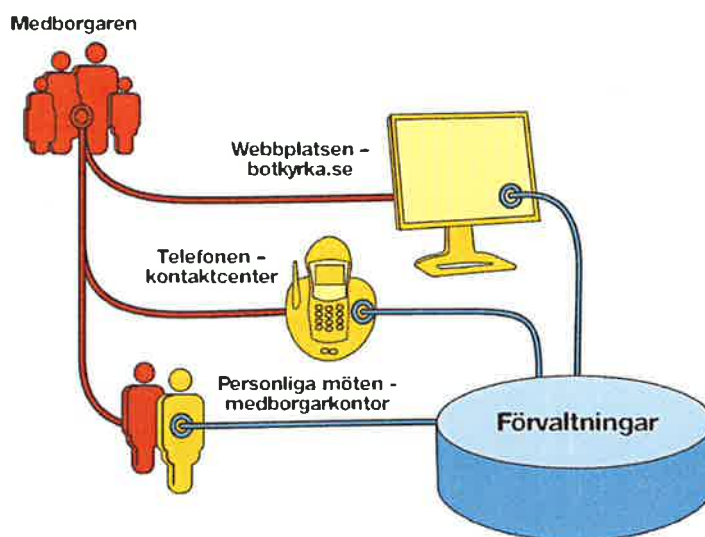 Medborgaren
Webbplatsen –
botkyrka.se
Telefonen –
kontaktcenter
Personliga möten –
medborgarkontor
Förvaltningar